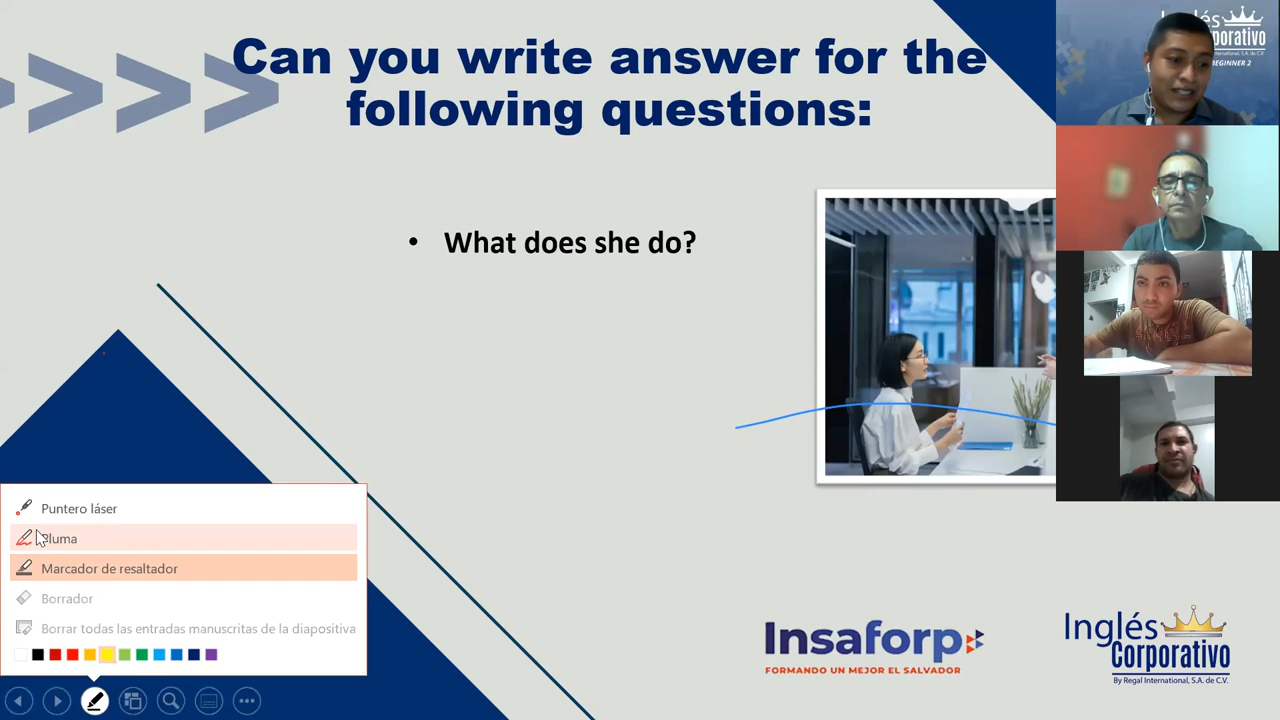 Can you write answer for the
following questions:
• What does she do?
Puntero láser
Pluma
Marcador de resaltador
Borrador
Borrar todas las entradas manuscritas de la diapositiva
Insaforp
FORMANDO UN MEJOR EL SALVADOR
Inglés
Corporativo
By Regal International, S.A. de C.V.
BEGINNER 2